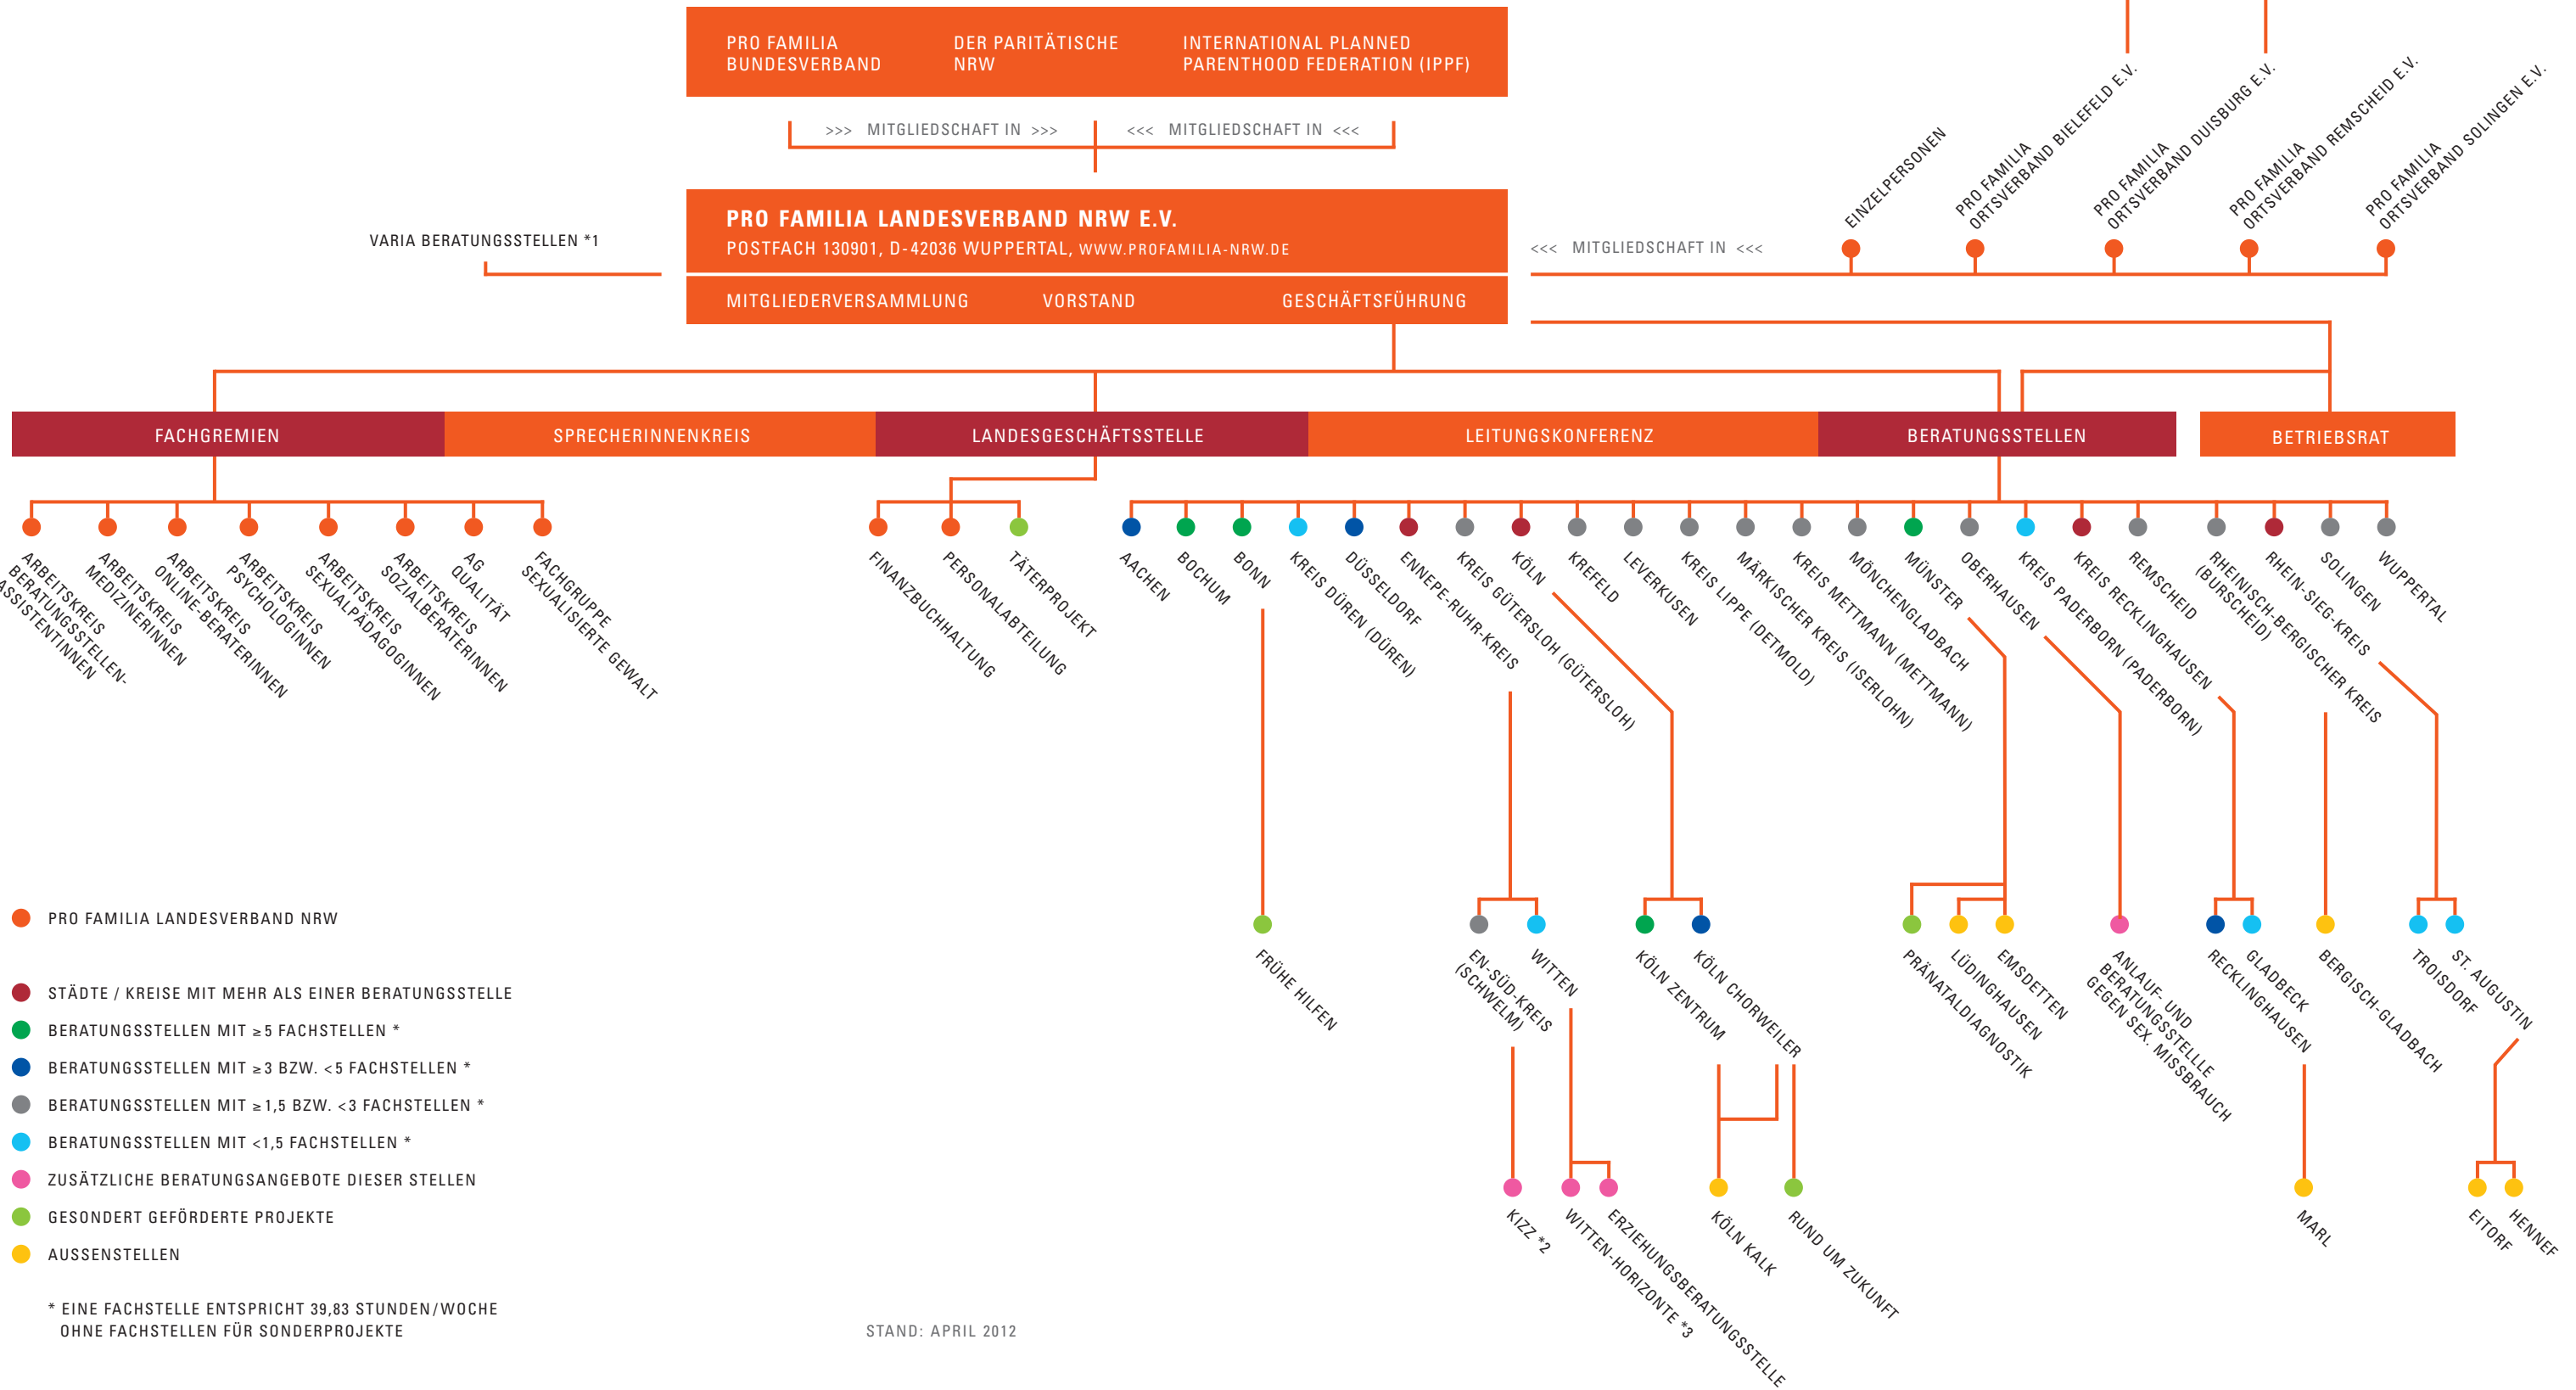 PRO FAMILIA
BUNDESVERBAND
DER PARITÄTISCHE
NRW
INTERNATIONAL PLANNED
PARENTHOOD FEDERATION (IPPF)
>>> MITGLIEDSCHAFT IN >>>
<<< MITGLIEDSCHAFT IN <<<
PRO FAMILIA LANDESVERBAND NRW E.V.
POSTFACH 130901, D-42036 WUPPERTAL, WWW.PROFAMILIA-NRW.DE
MITGLIEDERVERSAMMLUNG
VORSTAND
GESCHÄFTSFÜHRUNG
VARIA BERATUNGSSTELLEN *1
<<< MITGLIEDSCHAFT IN <<<
EINZELPERSONEN
PRO FAMILIA
ORTSVERBAND BIELEFELD E.V.
PRO FAMILIA
ORTSVERBAND DUISBURG E.V.
PRO FAMILIA
ORTSVERBAND REMSCHEID E.V.
PRO FAMILIA
ORTSVERBAND SOLINGEN E.V.
FACHGREMIEN
SPRECHERINNENKREIS
LANDESGESCHÄFTSSTELLE
LEITUNGSKONFERENZ
BERATUNGSSTELLEN
BETRIEBSRAT
ARBEITSKREIS
BERATUNGSSTELLEN-
ASSISTENTINNEN
ARBEITSKREIS
MEDIZINERINNEN
ARBEITSKREIS
ONLINE-BERATERINNEN
ARBEITSKREIS
PSYCHOLOGINNEN
ARBEITSKREIS
SEXUALPÄDAGOGINNEN
ARBEITSKREIS
SOZIALBERATERINNEN
AG
QUALITÄT
FACHGRUPPE
SEXUALISIERTE GEWALT
FINANZBUCHHALTUNG
PERSONALABTEILUNG
TÄTERPROJEKT
AACHEN
BOCHUM
BONN
KREIS DÜREN (DÜREN)
DÜSSELDORF
ENNEPE-RUHR-KREIS
KREIS GÜTERSLOH (GÜTERSLOH)
KÖLN
KREFELD
LEVERKUSEN
KREIS LIPPE (DETMOLD)
MÄRKISCHER KREIS (ISERLOHN)
KREIS METTMANN (METTMANN)
MÖNCHENGLADBACH
MÜNSTER
OBERHAUSEN
KREIS PADERBORN (PADERBORN)
KREIS RECKLINGHAUSEN
REMSCHEID
RHEINISCH-BERGISCHER KREIS
(BURSCHEID)
RHEIN-SIEG-KREIS
SOLINGEN
WUPPERTAL
FRÜHE HILFEN
EN-SÜD-KREIS
(SCHWELM)
WITTEN
KÖLN ZENTRUM
KÖLN CHORWEILER
PRÄNATALDIAGNOSTIK
LÜDINGHAUSEN
EMSDETTEN
ANLAUF- UND
BERATUNGSSTELLLE
GEGEN SEX. MISSBRAUCH
RECKLINGHAUSEN
GLADBECK
BERGISCH-GLADBACH
TROISDORF
ST. AUGUSTIN
KIZZ *2
WITTEN-HORIZONTE *3
ERZIEHUNGSBERATUNGSSTELLE
KÖLN KALK
RUND UM ZUKUNFT
MARL
EITORF
HENNEF
PRO FAMILIA LANDESVERBAND NRW
STÄDTE / KREISE MIT MEHR ALS EINER BERATUNGSSTELLE
BERATUNGSSTELLEN MIT ≥5 FACHSTELLEN *
BERATUNGSSTELLEN MIT ≥3 BZW. <5 FACHSTELLEN *
BERATUNGSSTELLEN MIT ≥1,5 BZW. <3 FACHSTELLEN *
BERATUNGSSTELLEN MIT <1,5 FACHSTELLEN *
ZUSÄTZLICHE BERATUNGSANGEBOTE DIESER STELLEN
GESONDERT GEFÖRDERTE PROJEKTE
AUSSENSTELLEN
* EINE FACHSTELLE ENTSPRICHT 39,83 STUNDEN/WOCHE
OHNE FACHSTELLEN FÜR SONDERPROJEKTE
STAND: APRIL 2012